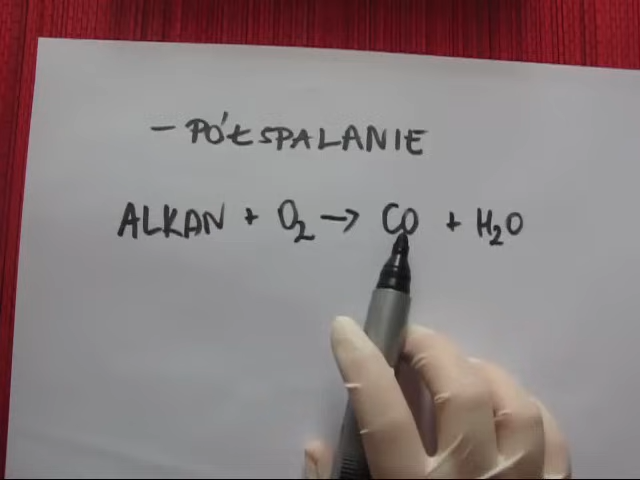 - PÓŁSPALANIE
ALKAN + O₂ → CO + H₂O